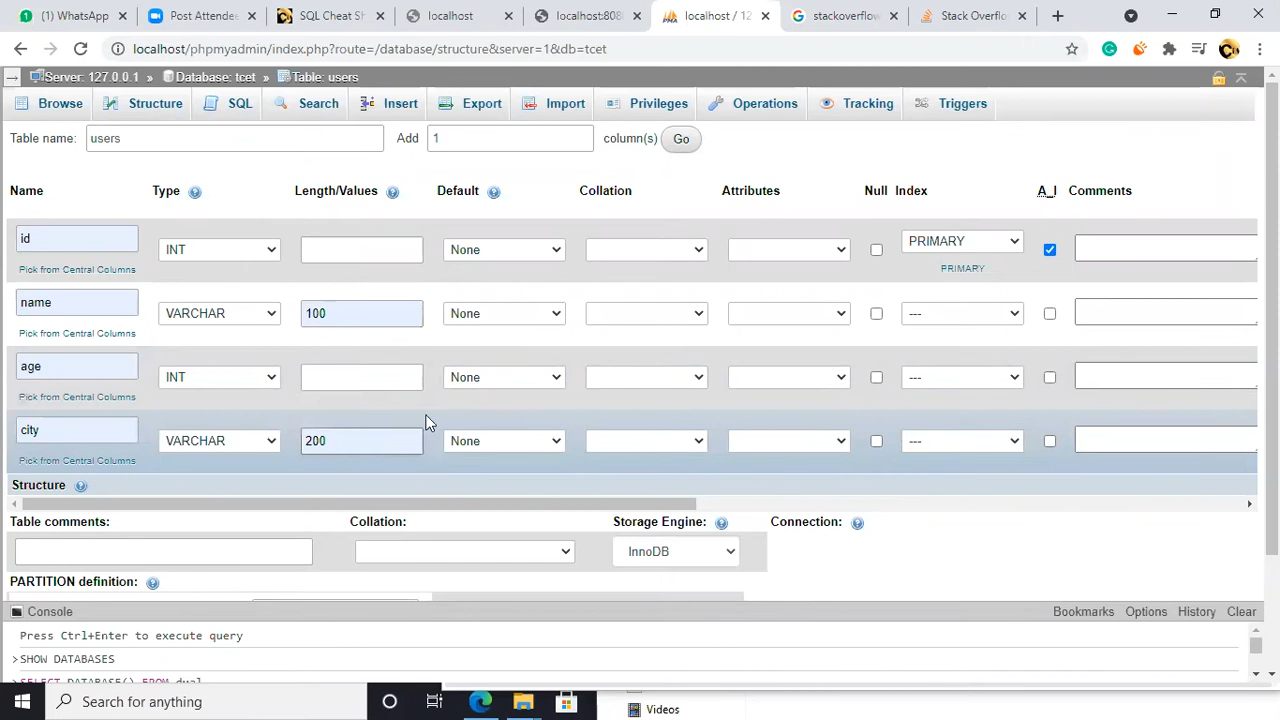 (1) WhatsApp
Post Attende
SQL Cheat Sh
localhost
localhost:808
localhost / 12
stackoverflow
Stack Overflo
localhost/phpmyadmin/index.php?route=/database/structure&server=1&db=tcet
Server: 127.0.0.1 » Database: tcet » Table: users
Browse Structure SQL Search Insert Export Import Privileges Operations Tracking Triggers
Table name: users Add 1 column(s) Go
Name Type Length/Values Default Collation Attributes Null Index A_I Comments
id INT None PRIMARY
Pick from Central Columns PRIMARY
name VARCHAR 100 None ---
Pick from Central Columns
age INT None ---
Pick from Central Columns
city VARCHAR 200 None ---
Pick from Central Columns
Structure
Table comments: Collation: Storage Engine: Connection:
InnoDB
PARTITION definition:
Console Bookmarks Options History Clear
Press Ctrl+Enter to execute query
>SHOW DATABASES
>SELECT DATABASE() FROM dual
Search for anything
Videos